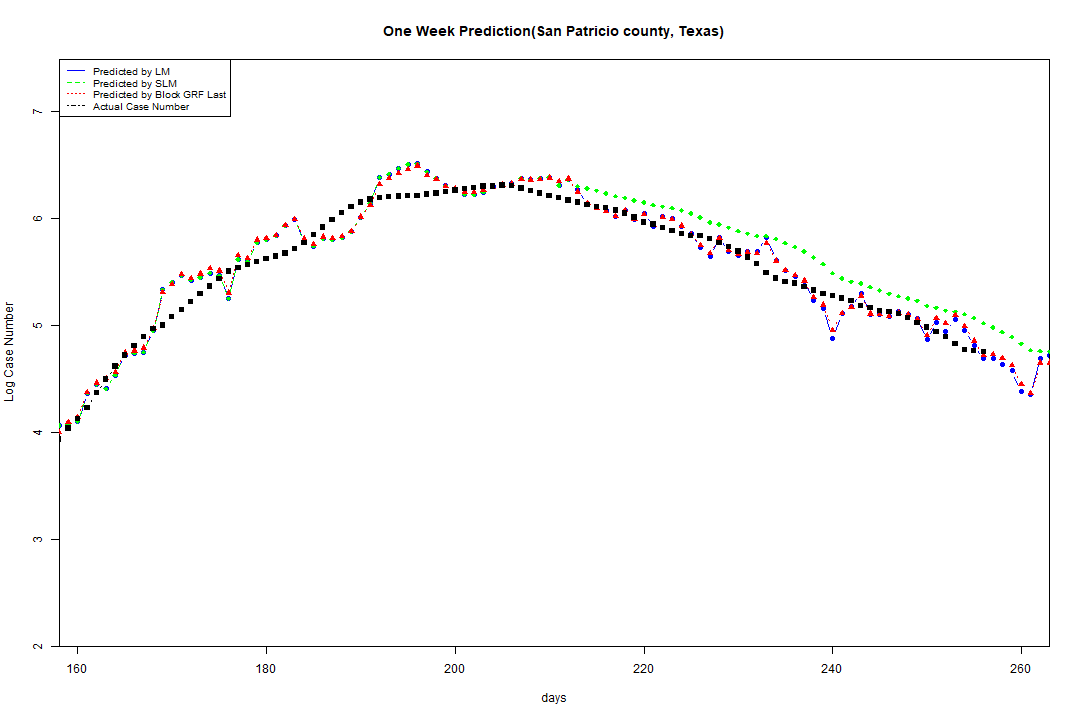 One Week Prediction(San Patricio county, Texas)
Predicted by LM
Predicted by SLM
Predicted by Block GRF Last
Actual Case Number
7
6
5
4
3
2
Log Case Number
160 180 200 220 240 260
days